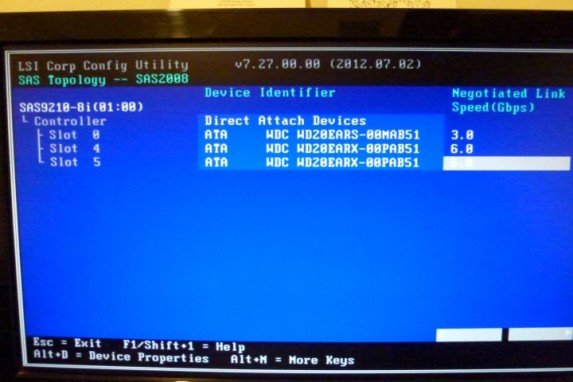 LSI Corp Config Utility v7.27.00.00 (2012.07.02)
SAS Topology -- SAS2008
Device Identifier Negotiated Link
Speed(Gbps)
SAS9210-8i(01:00)
Controller Direct Attach Devices
Slot 0 ATA WDC WD20EARS-00MAB51 3.0
Slot 4 ATA WDC WD20EARX-00PAB51 6.0
Slot 5 ATA WDC WD20EARX-00PAB51
Esc = Exit F1/Shift+1 = Help
Alt+D = Device Properties Alt+M = More Keys